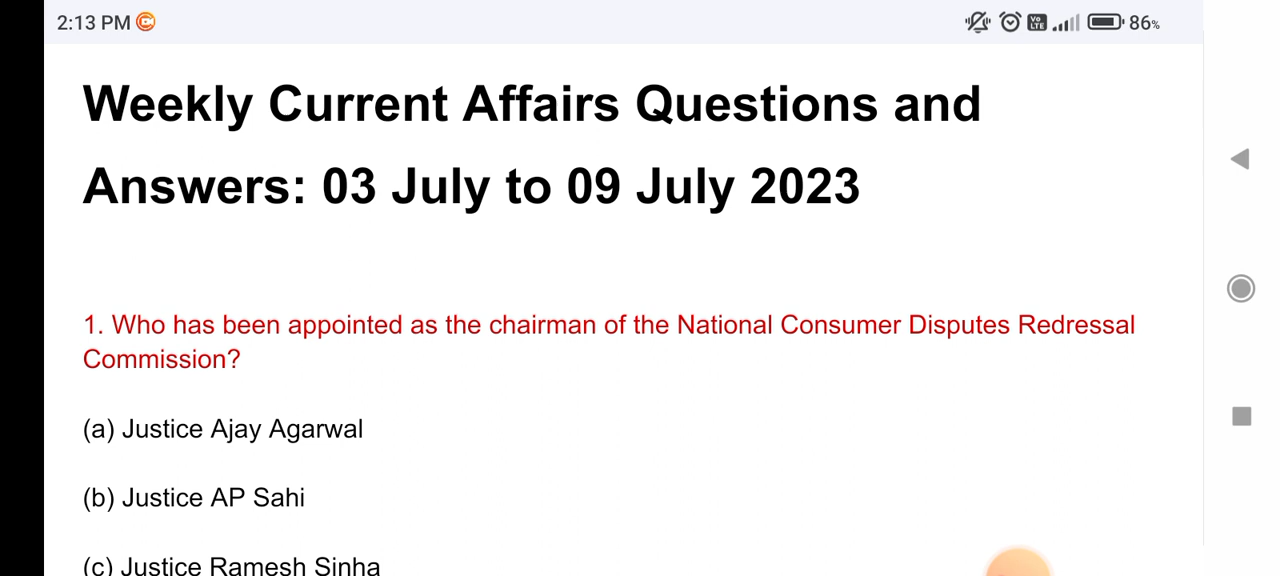 2:13 PM
Vo LTE
86%
Weekly Current Affairs Questions and
Answers: 03 July to 09 July 2023
1. Who has been appointed as the chairman of the National Consumer Disputes Redressal
Commission?
(a) Justice Ajay Agarwal
(b) Justice AP Sahi
(c) Justice Ramesh Sinha